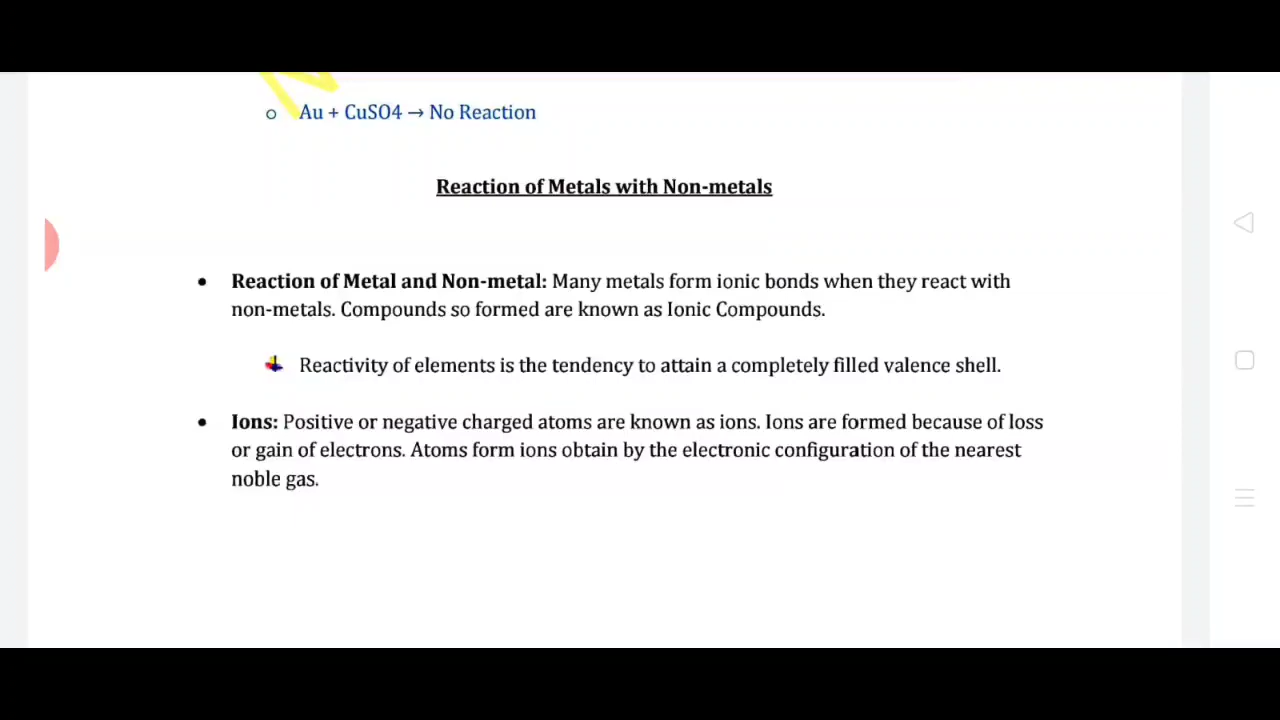 Au + CuSO4 → No Reaction
Reaction of Metals with Non-metals
Reaction of Metal and Non-metal: Many metals form ionic bonds when they react with
non-metals. Compounds so formed are known as Ionic Compounds.
Reactivity of elements is the tendency to attain a completely filled valence shell.
Ions: Positive or negative charged atoms are known as ions. Ions are formed because of loss
or gain of electrons. Atoms form ions obtain by the electronic configuration of the nearest
noble gas.